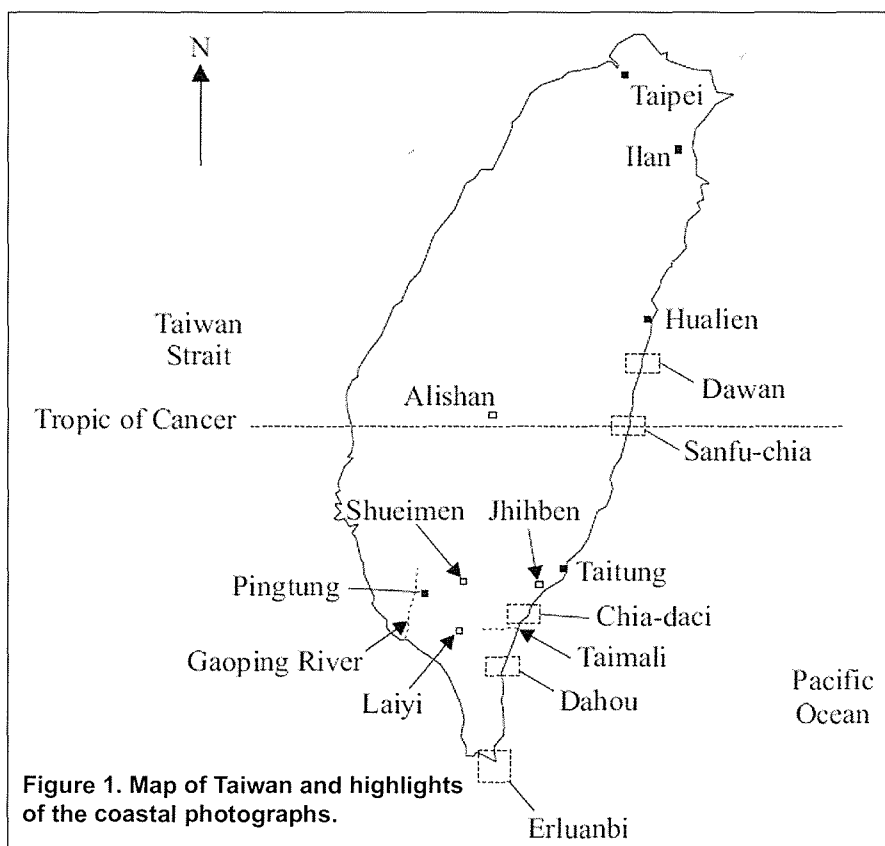 N
Taipei
Ilan
Taiwan
Strait
Hualien
Dawan
Alishan
Tropic of Cancer
Sanfu-chia
Shueimen
Jhihben
Taitung
Pingtung
Chia-daci
Gaoping River
Taimali
Laiyi
Dahou
Pacific
Ocean
Figure 1. Map of Taiwan and highlights
of the coastal photographs.
Erluanbi